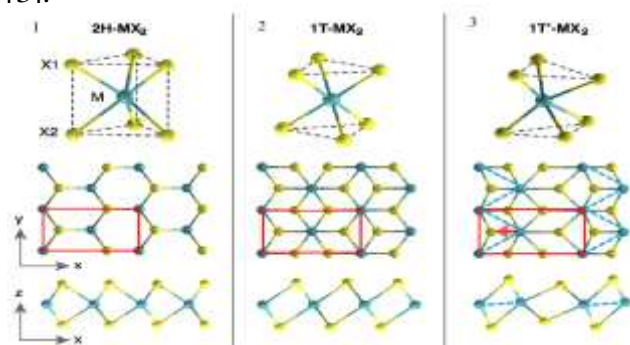 1 2H-MX₂
X1
M
X2
y
x
z
x
2 1T-MX₂
3 1T'-MX₂